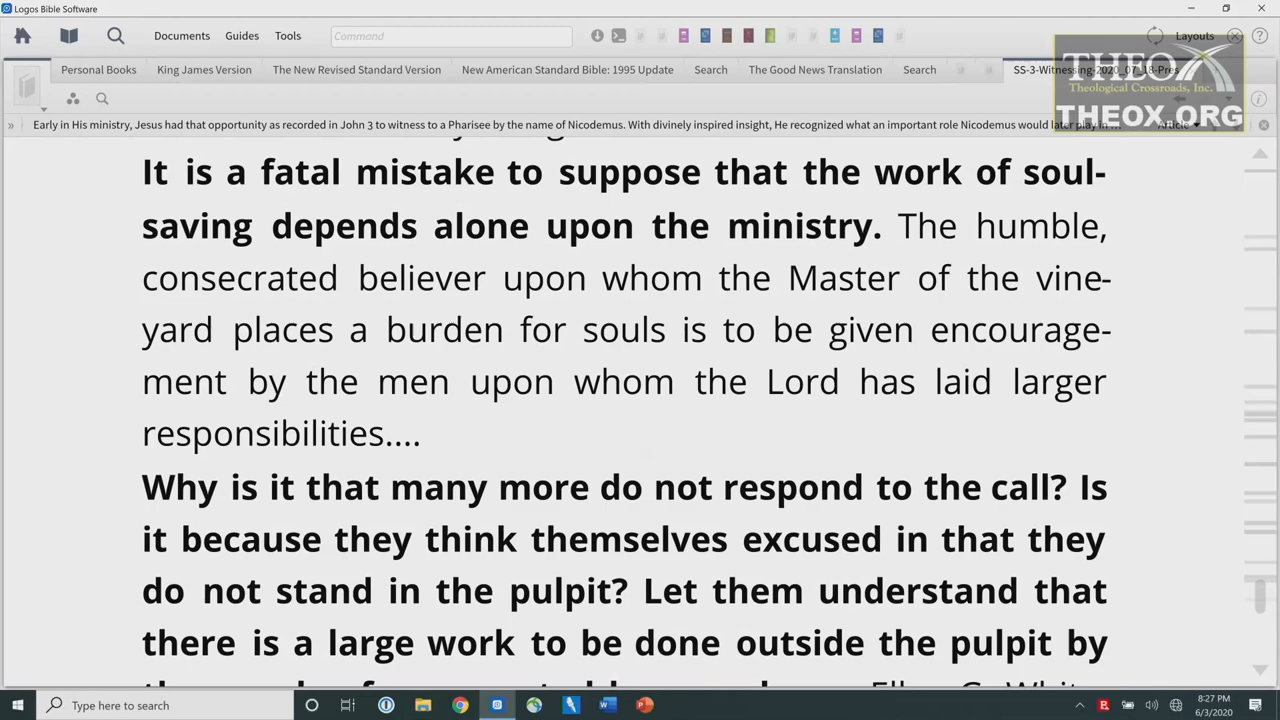 Logos Bible Software
Documents Guides Tools Command Layouts
Personal Books King James Version The New Revised New American Standard Bible: 1995 Update Search The Good News Translation Search SS-3-Witnessing-2020_07_18-Pres
THEOX
Theological Crossroads, Inc.
THEOX.ORG
» Early in His ministry, Jesus had that opportunity as recorded in John to a Pharisee by the name of Nicodemus. With divinely inspired insight, He recognized what an important role Nicodemus would later play in ... Article
It is a fatal mistake to suppose that the work of soul-
saving depends alone upon the ministry. The humble,
consecrated believer upon whom the Master of the vine-
yard places a burden for souls is to be given encourage-
ment by the men upon whom the Lord has laid larger
responsibilities....
Why is it that many more do not respond to the call? Is
it because they think themselves excused in that they
do not stand in the pulpit? Let them understand that
there is a large work to be done outside the pulpit by
Type here to search
8:27 PM
6/3/2020